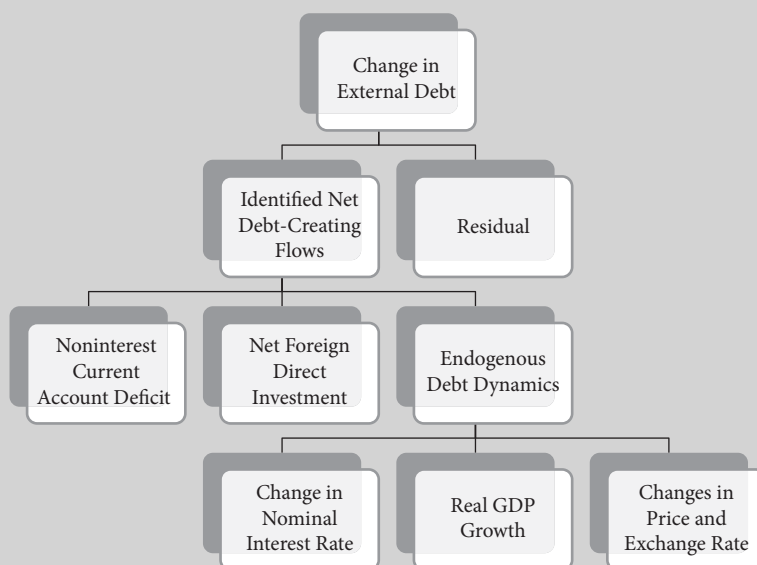 Change in
External Debt
Identified Net
Debt-Creating
Flows
Residual
Noninterest
Current
Account Deficit
Net Foreign
Direct
Investment
Endogenous
Debt Dynamics
Change in
Nominal
Interest Rate
Real GDP
Growth
Changes in
Price and
Exchange Rate